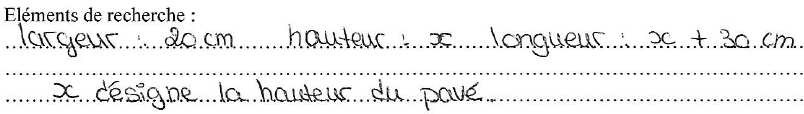 Eléments de recherche :
largeur : 20 cm hauteur : x longueur : x + 30 cm
x désigne la hauteur du pavé.